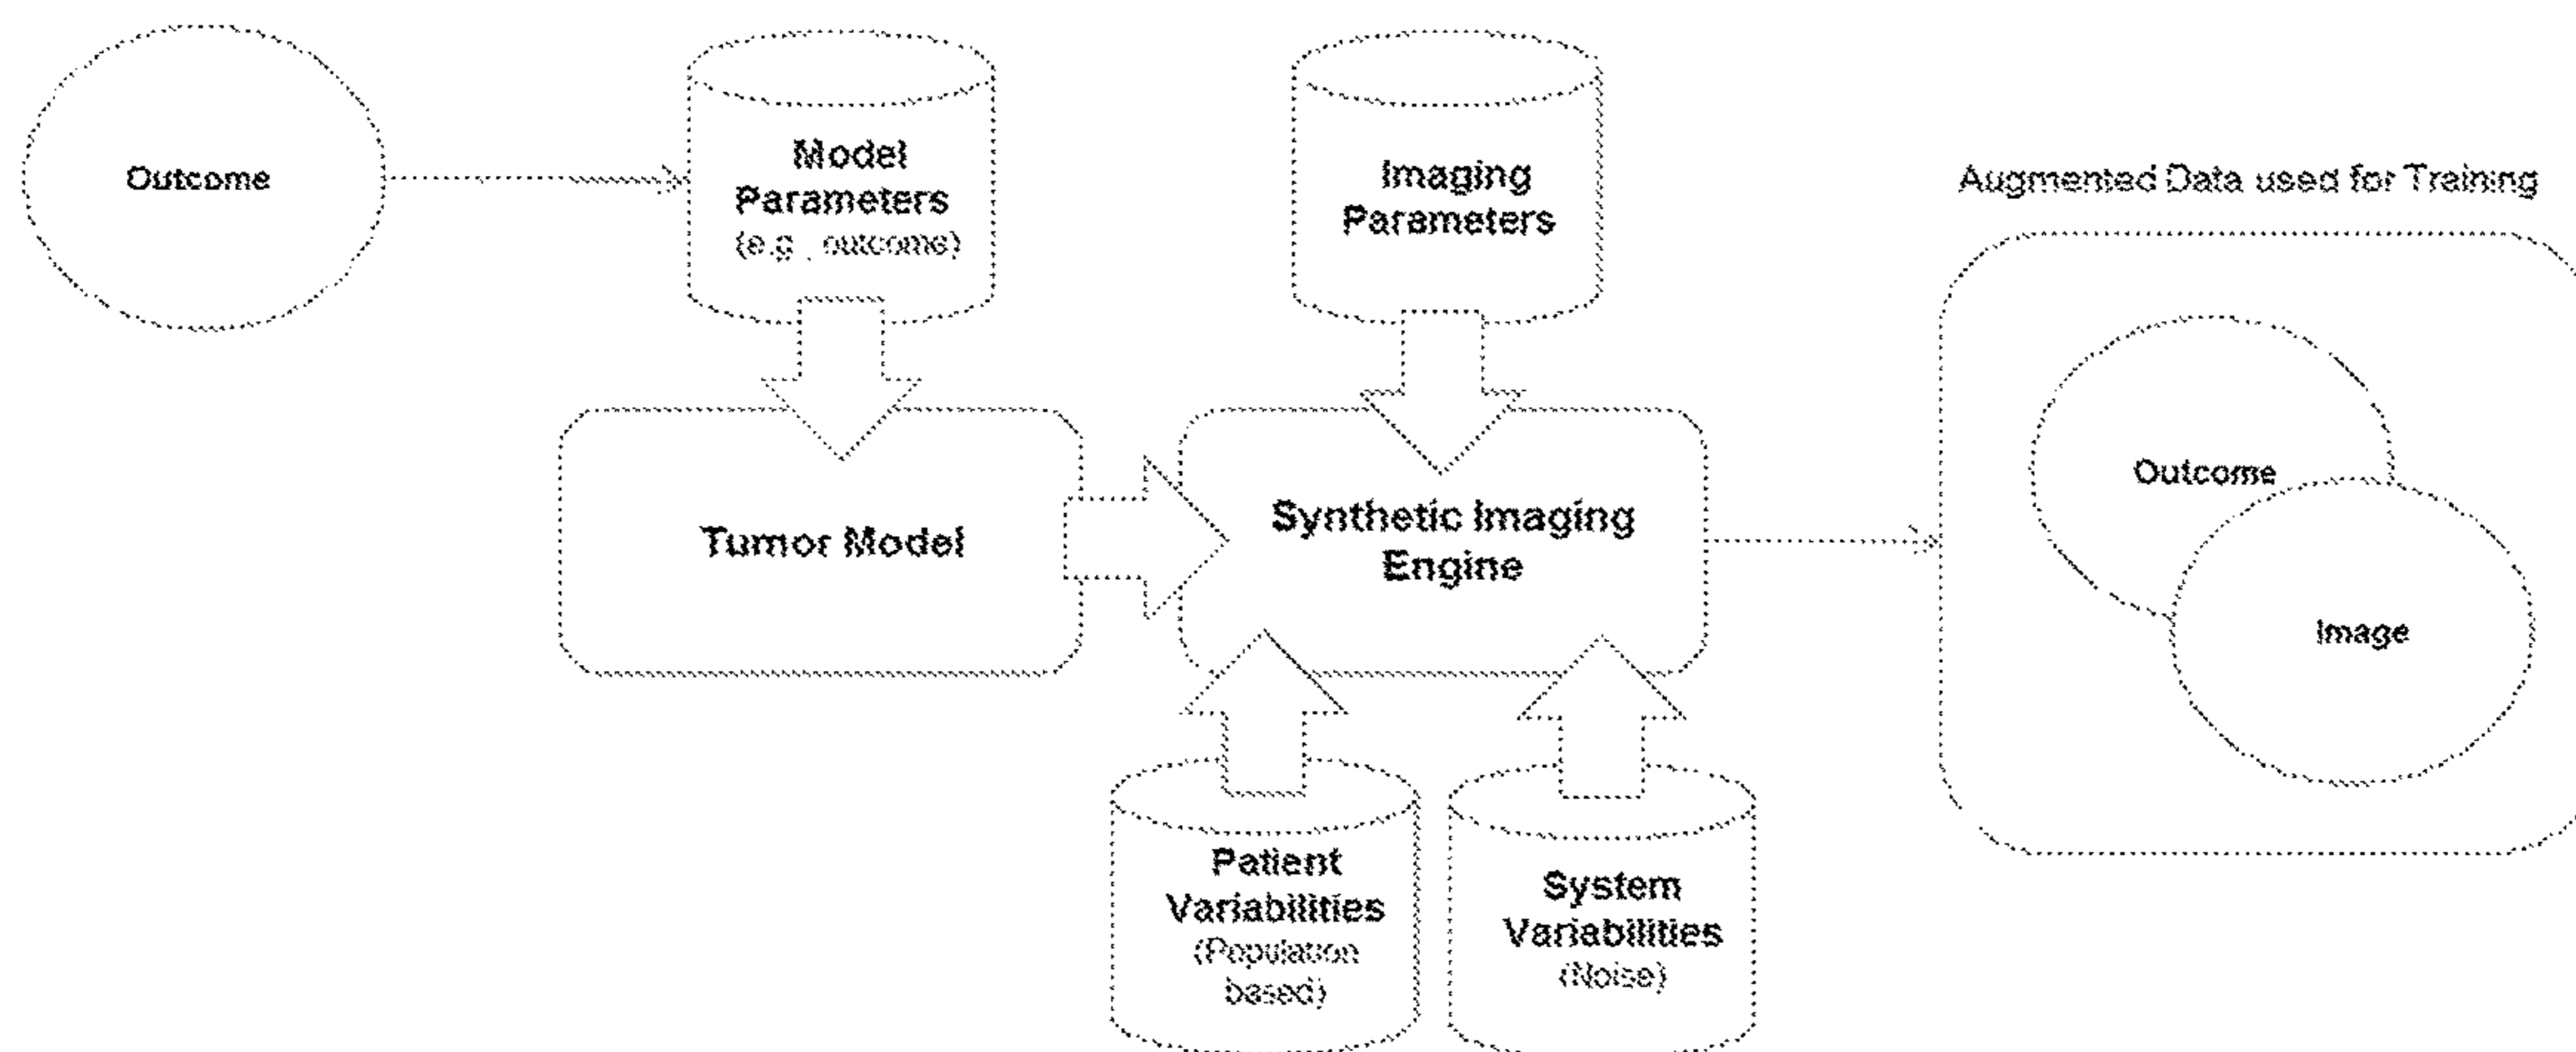 Outcome
Model
Parameters
(e.g., outcome)
Imaging
Parameters
Augmented Data used for Training
Tumor Model
Synthetic Imaging
Engine
Outcome
Image
Patient
Variabilities
(Population
based)
System
Variabilities
(Noise)